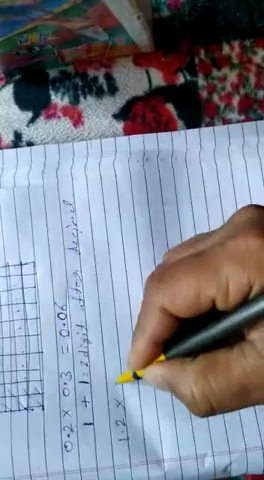 0.2 × 0.3 = 0.06
1 + 1 = 2 digit after decimal
1.2 ×